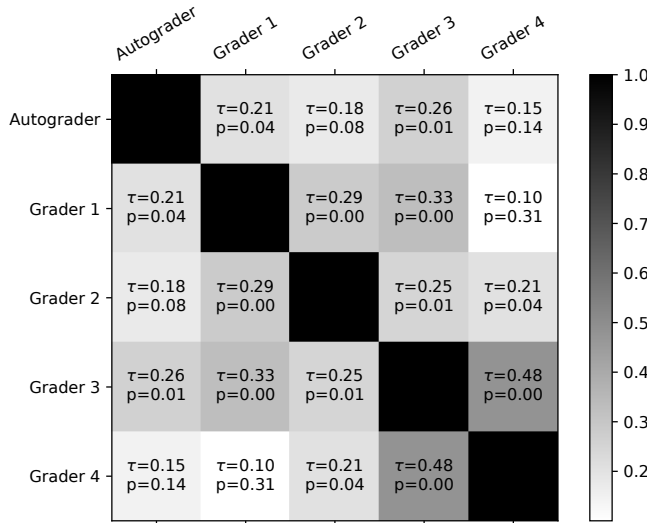 Autograder
Grader 1
Grader 2
Grader 3
Grader 4
Autograder
τ=0.21
p=0.04
τ=0.18
p=0.08
τ=0.26
p=0.01
τ=0.15
p=0.14
Grader 1
τ=0.21
p=0.04
τ=0.29
p=0.00
τ=0.33
p=0.00
τ=0.10
p=0.31
Grader 2
τ=0.18
p=0.08
τ=0.29
p=0.00
τ=0.25
p=0.01
τ=0.21
p=0.04
Grader 3
τ=0.26
p=0.01
τ=0.33
p=0.00
τ=0.25
p=0.01
τ=0.48
p=0.00
Grader 4
τ=0.15
p=0.14
τ=0.10
p=0.31
τ=0.21
p=0.04
τ=0.48
p=0.00
1.0
0.9
0.8
0.7
0.6
0.5
0.4
0.3
0.2